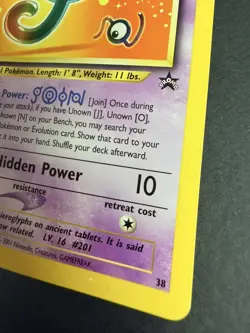 l Pokémon. Length: 1' 8", Weight: 11 lbs.
Power: [Join] Once during
your attack), if you have Unown [J], Unown [O],
Unown [N] on your Bench, you may search your
Pokémon or Evolution card. Show that card to your
it into your hand. Shuffle your deck afterward.
Hidden Power 10
resistance
retreat cost
hieroglyphs on ancient tablets. It is said
ow related. LV. 16 #201
-2001 Nintendo, Creatures, GAMEFREAK
38